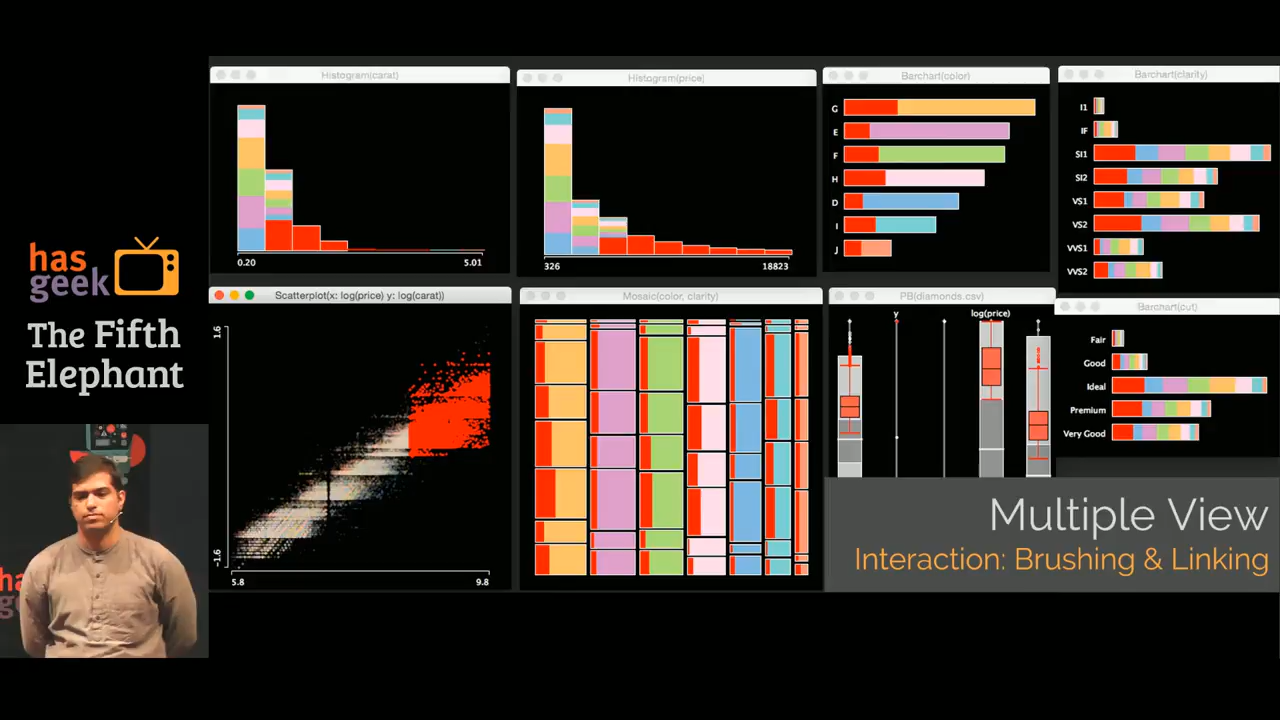 has
geek
The Fifth
Elephant
Histogram(carat)
0.20
5.01
Histogram(price)
326
18823
Barchart(color)
G
E
F
H
D
I
J
Barchart(clarity)
I1
IF
SI1
SI2
VS1
VS2
VVS1
VVS2
Scatterplot(x: log(price) y: log(carat))
1.6
-1.6
5.8
9.8
Mosaic(color, clarity)
PB(diamonds.csv)
y
log(price)
Barchart(cut)
Fair
Good
Ideal
Premium
Very Good
Multiple View
Interaction: Brushing & Linking